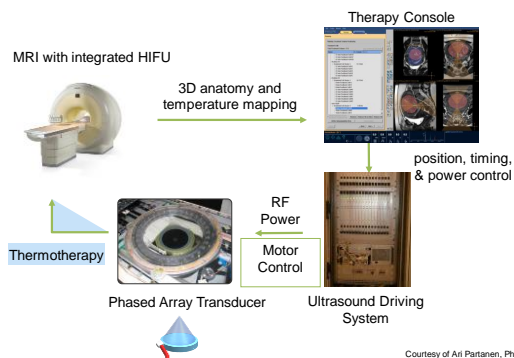 Therapy Console
MRI with integrated HIFU
3D anatomy and
temperature mapping
position, timing,
& power control
RF
Power
Motor
Control
Thermotherapy
Phased Array Transducer
Ultrasound Driving
System
Courtesy of Ari Partanen, Ph